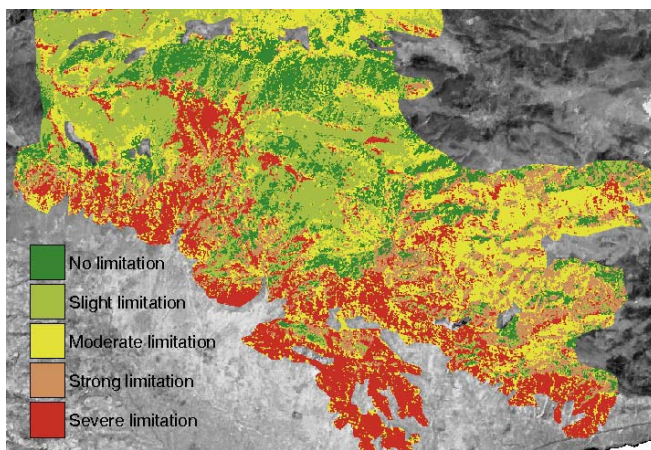 No limitation
Slight limitation
Moderate limitation
Strong limitation
Severe limitation